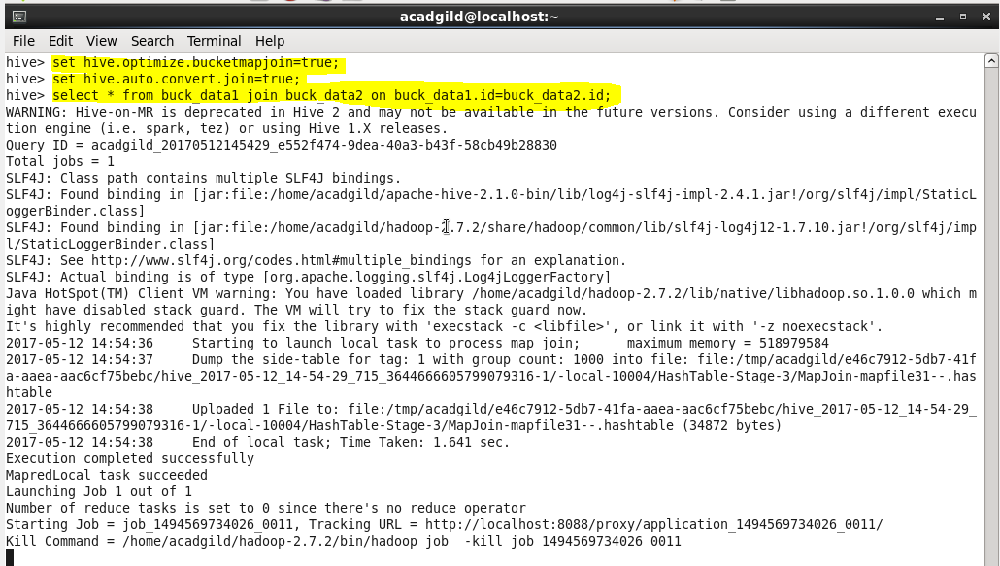 acadgild@localhost:~
File Edit View Search Terminal Help
hive> set hive.optimize.bucketmapjoin=true;
hive> set hive.auto.convert.join=true;
hive> select * from buck_data1 join buck_data2 on buck_data1.id=buck_data2.id;
WARNING: Hive-on-MR is deprecated in Hive 2 and may not be available in the future versions. Consider using a different execu
tion engine (i.e. spark, tez) or using Hive 1.X releases.
Query ID = acadgild_20170512145429_e552f474-9dea-40a3-b43f-58cb49b28830
Total jobs = 1
SLF4J: Class path contains multiple SLF4J bindings.
SLF4J: Found binding in [jar:file:/home/acadgild/apache-hive-2.1.0-bin/lib/log4j-slf4j-impl-2.4.1.jar!/org/slf4j/impl/StaticL
oggerBinder.class]
SLF4J: Found binding in [jar:file:/home/acadgild/hadoop-2.7.2/share/hadoop/common/lib/slf4j-log4j12-1.7.10.jar!/org/slf4j/imp
l/StaticLoggerBinder.class]
SLF4J: See http://www.slf4j.org/codes.html#multiple_bindings for an explanation.
SLF4J: Actual binding is of type [org.apache.logging.slf4j.Log4jLoggerFactory]
Java HotSpot(TM) Client VM warning: You have loaded library /home/acadgild/hadoop-2.7.2/lib/native/libhadoop.so.1.0.0 which m
ight have disabled stack guard. The VM will try to fix the stack guard now.
It's highly recommended that you fix the library with 'execstack -c <libfile>', or link it with '-z noexecstack'.
2017-05-12 14:54:36     Starting to launch local task to process map join;      maximum memory = 518979584
2017-05-12 14:54:37     Dump the side-table for tag: 1 with group count: 1000 into file: file:/tmp/acadgild/e46c7912-5db7-41f
a-aaea-aac6cf75bebc/hive_2017-05-12_14-54-29_715_3644666605799079316-1/-local-10004/HashTable-Stage-3/MapJoin-mapfile31--.has
htable
2017-05-12 14:54:38     Uploaded 1 File to: file:/tmp/acadgild/e46c7912-5db7-41fa-aaea-aac6cf75bebc/hive_2017-05-12_14-54-29_
715_3644666605799079316-1/-local-10004/HashTable-Stage-3/MapJoin-mapfile31--.hashtable (34872 bytes)
2017-05-12 14:54:38     End of local task; Time Taken: 1.641 sec.
Execution completed successfully
MapredLocal task succeeded
Launching Job 1 out of 1
Number of reduce tasks is set to 0 since there's no reduce operator
Starting Job = job_1494569734026_0011, Tracking URL = http://localhost:8088/proxy/application_1494569734026_0011/
Kill Command = /home/acadgild/hadoop-2.7.2/bin/hadoop job  -kill job_1494569734026_0011